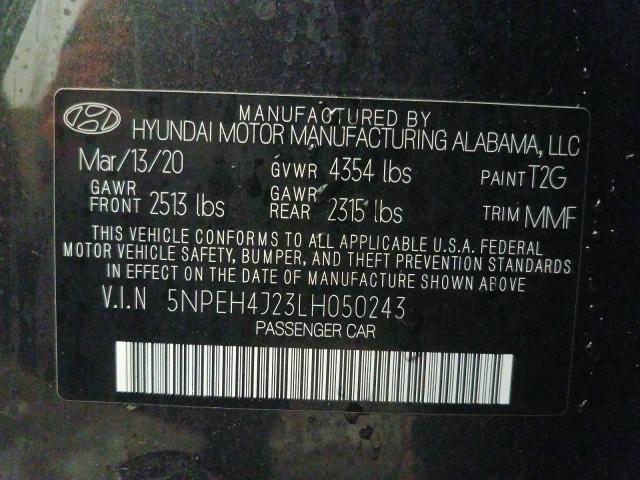 MANUFACTURED BY
HYUNDAI MOTOR MANUFACTURING ALABAMA, LLC
Mar/13/20 GVWR 4354 lbs PAINT T2G
GAWR FRONT 2513 lbs GAWR REAR 2315 lbs TRIM MMF
THIS VEHICLE CONFORMS TO ALL APPLICABLE U.S.A. FEDERAL
MOTOR VEHICLE SAFETY, BUMPER, AND THEFT PREVENTION STANDARDS
IN EFFECT ON THE DATE OF MANUFACTURE SHOWN ABOVE
V.I.N 5NPEH4J23LH050243
PASSENGER CAR